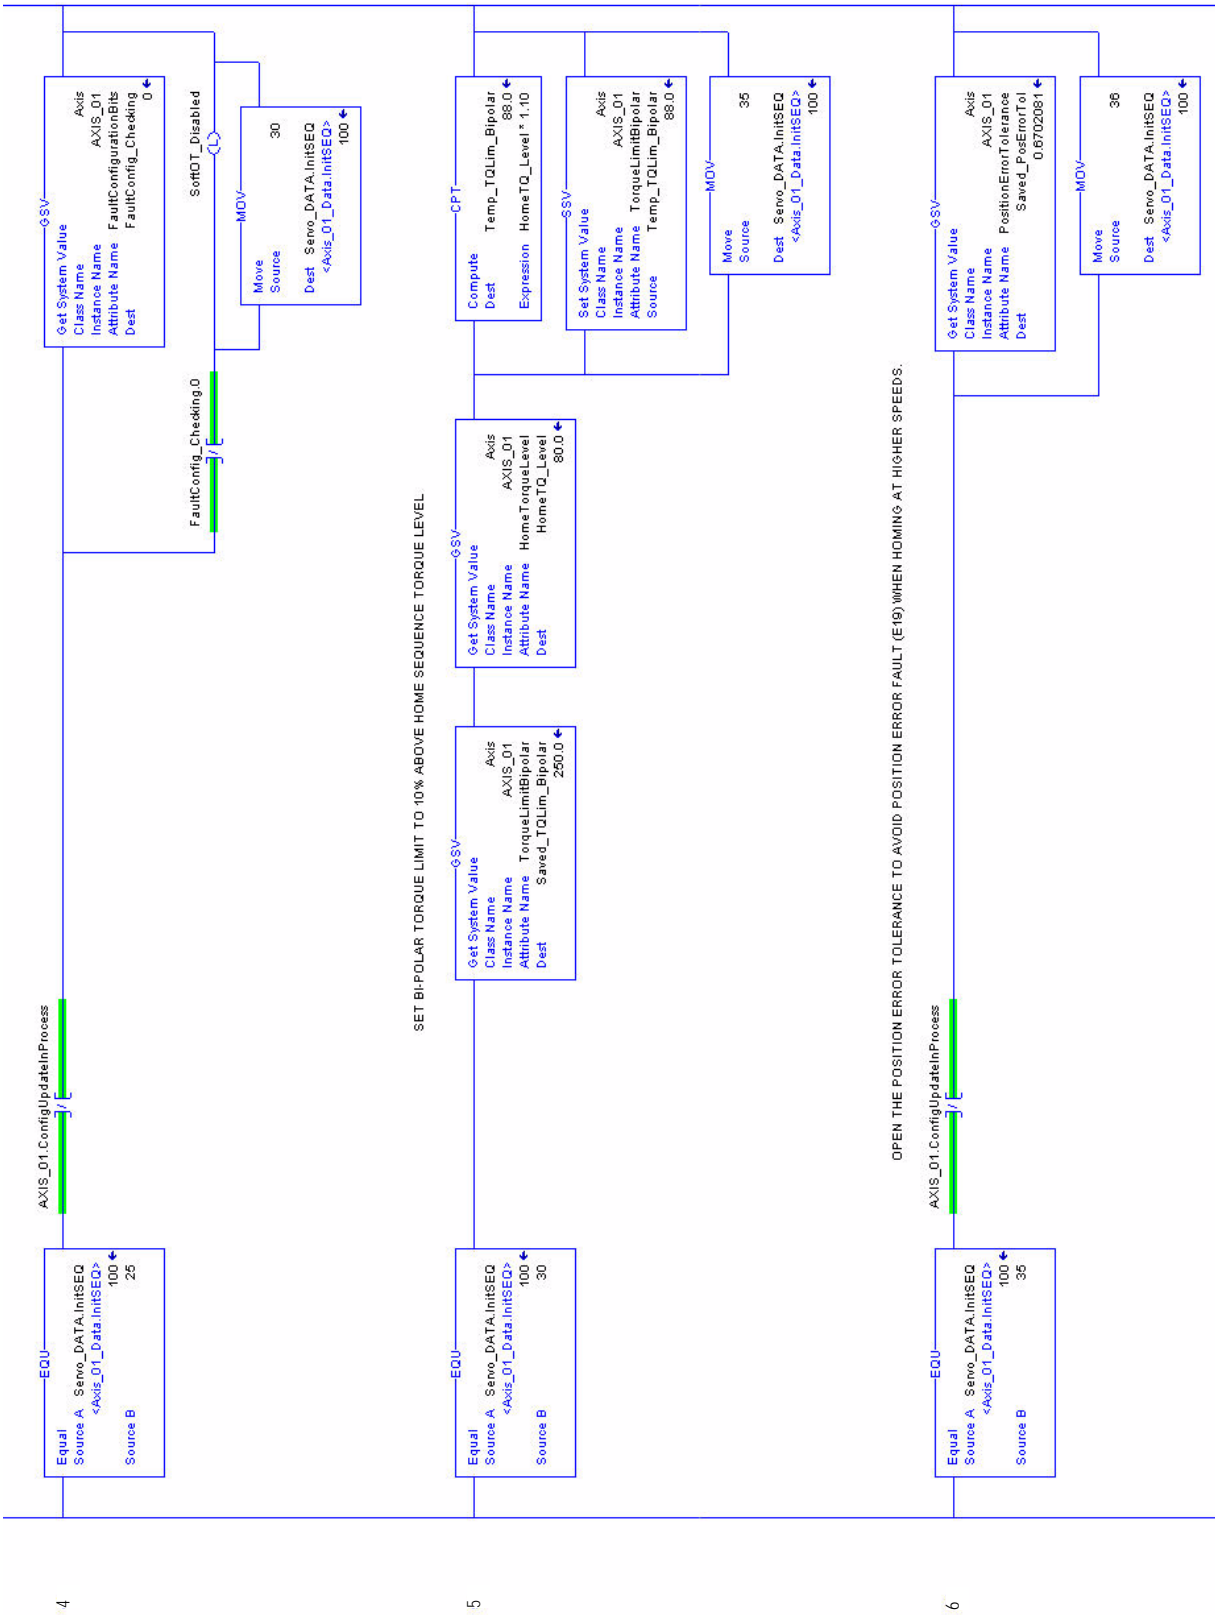 4
EQU
Equal
Source A Servo_DATA.InitSEQ
<Axis_01_Data.InitSEQ>
100
Source B 25
AXIS_01.ConfigUpdateInProcess
GSV
Get System Value
Class Name Axis
Instance Name AXIS_01
Attribute Name FaultConfigurationBits
Dest FaultConfig_Checking
0
FaultConfig_Checking.0
SoftOT_Disabled
L
MOV
Move
Source 30
Dest Servo_DATA.InitSEQ
<Axis_01_Data.InitSEQ>
100
SET BI-POLAR TORQUE LIMIT TO 10% ABOVE HOME SEQUENCE TORQUE LEVEL
5
EQU
Equal
Source A Servo_DATA.InitSEQ
<Axis_01_Data.InitSEQ>
100
Source B 30
GSV
Get System Value
Class Name Axis
Instance Name AXIS_01
Attribute Name TorqueLimitBipolar
Dest Saved_TQLim_Bipolar
250.0
GSV
Get System Value
Class Name Axis
Instance Name AXIS_01
Attribute Name HomeTorqueLevel
Dest HomeTQ_Level
80.0
CPT
Compute
Dest Temp_TQLim_Bipolar
88.0
Expression HomeTQ_Level * 1.10
SSV
Set System Value
Class Name Axis
Instance Name AXIS_01
Attribute Name TorqueLimitBipolar
Source Temp_TQLim_Bipolar
88.0
MOV
Move
Source 35
Dest Servo_DATA.InitSEQ
<Axis_01_Data.InitSEQ>
100
OPEN THE POSITION ERROR TOLERANCE TO AVOID POSITION ERROR FAULT (E19) WHEN HOMING AT HIGHER SPEEDS.
6
EQU
Equal
Source A Servo_DATA.InitSEQ
<Axis_01_Data.InitSEQ>
100
Source B 35
AXIS_01.ConfigUpdateInProcess
GSV
Get System Value
Class Name Axis
Instance Name AXIS_01
Attribute Name PositionErrorTolerance
Dest Saved_PosErrorTol
0.6702081
MOV
Move
Source 36
Dest Servo_DATA.InitSEQ
<Axis_01_Data.InitSEQ>
100